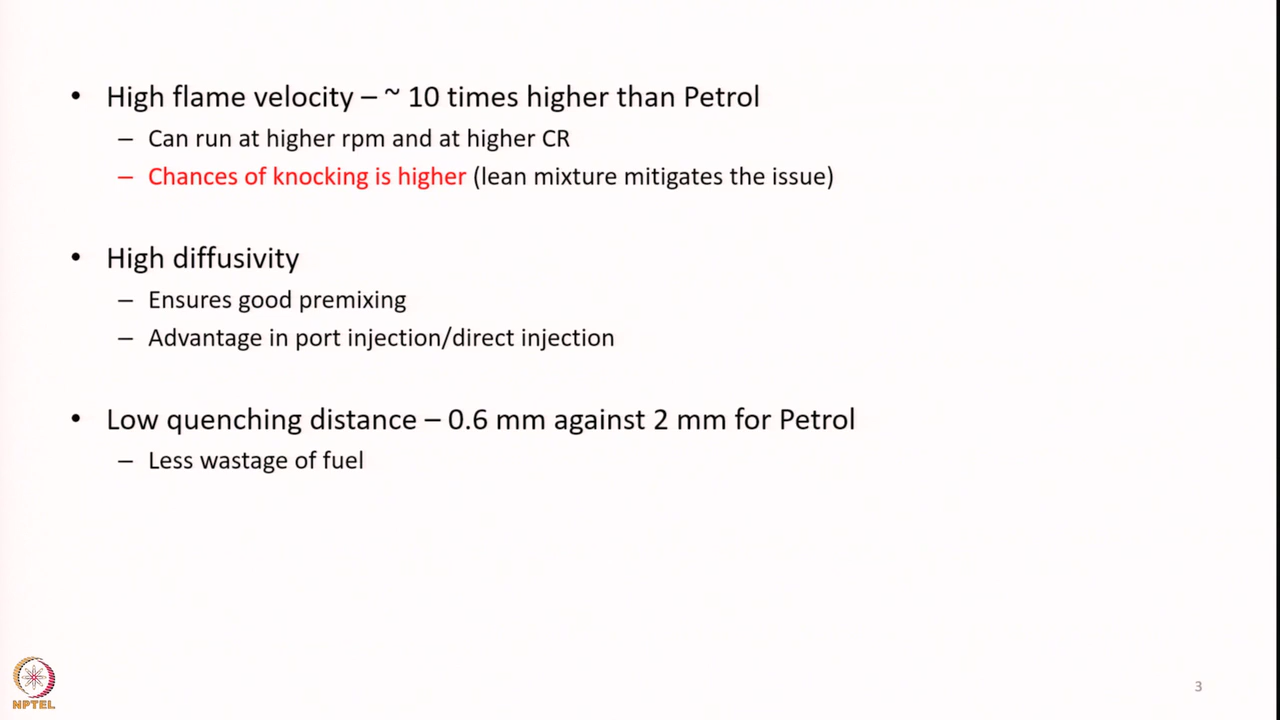 • High flame velocity – ~ 10 times higher than Petrol
– Can run at higher rpm and at higher CR
– Chances of knocking is higher (lean mixture mitigates the issue)
• High diffusivity
– Ensures good premixing
– Advantage in port injection/direct injection
• Low quenching distance – 0.6 mm against 2 mm for Petrol
– Less wastage of fuel
NPTEL
3